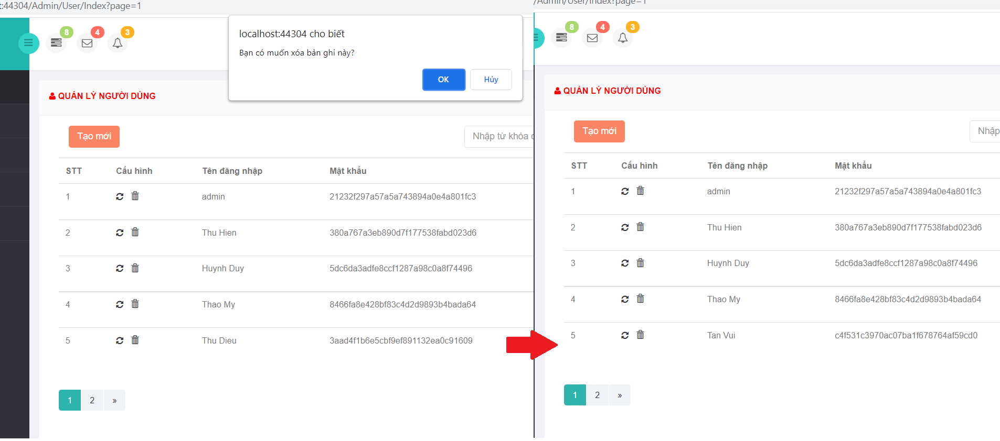 t:44304/Admin/User/Index?page=1
8 4 3
localhost:44304 cho biết
Bạn có muốn xóa bản ghi này?
OK Hủy
QUẢN LÝ NGƯỜI DÙNG
Tạo mới Nhập từ khóa
STT Cấu hình Tên đăng nhập Mật khẩu
1 admin 21232f297a57a5a743894a0e4a801fc3
2 Thu Hien 380a767a3eb890d7f177538fabd023d6
3 Huynh Duy 5dc6da3adfe8ccf1287a98c0a8f74496
4 Thao My 8466fa8e428bf83c4d2d9893b4bada64
5 Thu Dieu 3aad4f1b6e5cbf9ef891132ea0c91609
1 2 »
/Admin/User/Index?page=1
8 4 3
QUẢN LÝ NGƯỜI DÙNG
Tạo mới Nhập
STT Cấu hình Tên đăng nhập Mật khẩu
1 admin 21232f297a57a5a743894a0e4a801fc3
2 Thu Hien 380a767a3eb890d7f177538fabd023d6
3 Huynh Duy 5dc6da3adfe8ccf1287a98c0a8f74496
4 Thao My 8466fa8e428bf83c4d2d9893b4bada64
5 Tan Vui c4f531c3970ac07ba1f678764af59cd0
1 2 »